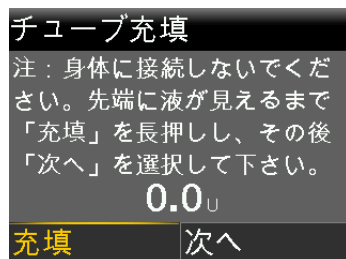 チューブ充填
注：身体に接続しないでくだ
さい。先端に液が見えるまで
「充填」を長押しし、その後
「次へ」を選択して下さい。
0.0U
充填 次へ